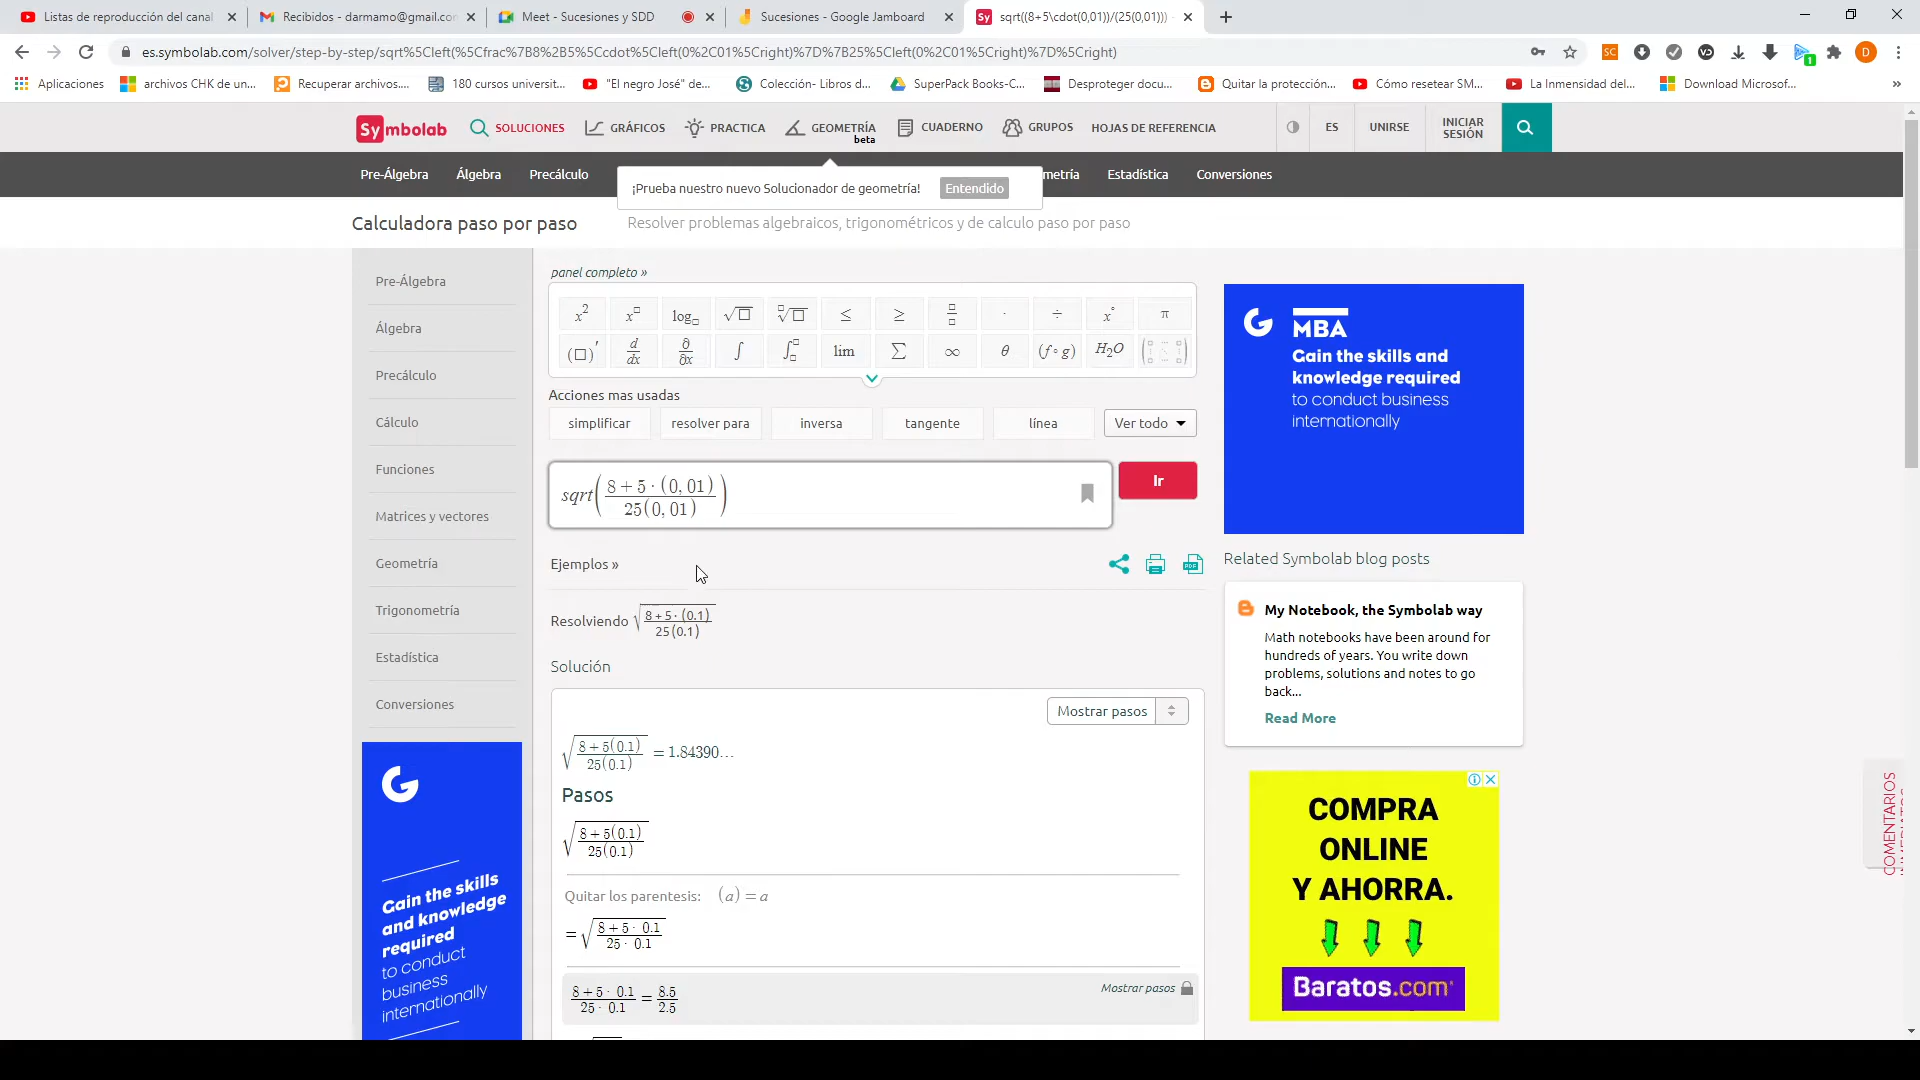 Listas de reproducción del canal
Recibidos - darmamo@gmail.com
Meet - Sucesiones y SDD
Sucesiones - Google Jamboard
sqrt((8+5\cdot(0,01))/(25(0,01)))
es.symbolab.com/solver/step-by-step/sqrt%5Cleft(%5Cfrac%7B8%2B5%5Ccdot%5Cleft(0%2C01%5Cright)%7D%7B25%5Cleft(0%2C01%5Cright)%7D%5Cright)
Aplicaciones
archivos CHK de un...
Recuperar archivos....
180 cursos universit...
"El negro José" de...
Colección- Libros d...
SuperPack Books-C...
Desproteger docu...
Quitar la protección...
Cómo resetear SM...
La Inmensidad del...
Download Microsof...
Symbolab
SOLUCIONES
GRÁFICOS
PRACTICA
GEOMETRÍA
beta
CUADERNO
GRUPOS
HOJAS DE REFERENCIA
ES
UNIRSE
INICIAR
SESIÓN
Pre-Álgebra
Álgebra
Precálculo
metría
Estadística
Conversiones
¡Prueba nuestro nuevo Solucionador de geometría!
Entendido
Calculadora paso por paso
Resolver problemas algebraicos, trigonométricos y de calculo paso por paso
Pre-Álgebra
Álgebra
Precálculo
Cálculo
Funciones
Matrices y vectores
Geometría
Trigonometría
Estadística
Conversiones
panel completo »
x² x□ log□ √□ □√□ ≤ ≥ □/□ · ÷ x° π
(□)′ d/dx ∂/∂x ∫ ∫□□ lim ∑ ∞ θ (f∘g) H₂O
Acciones mas usadas
simplificar
resolver para
inversa
tangente
línea
Ver todo
sqrt((8+5·(0,01))/(25(0,01)))
Ir
Ejemplos »
Resolviendo √((8+5·(0.1))/(25(0.1)))
Solución
Mostrar pasos
√((8+5(0.1))/(25(0.1))) = 1.84390...
Pasos
√((8+5(0.1))/(25(0.1)))
Quitar los parentesis: (a) = a
= √((8+5· 0.1)/(25· 0.1))
(8+5· 0.1)/(25· 0.1) = 8.5/2.5
Mostrar pasos
G
MBA
Gain the skills and
knowledge required
to conduct business
internationally
Related Symbolab blog posts
My Notebook, the Symbolab way
Math notebooks have been around for
hundreds of years. You write down
problems, solutions and notes to go
back...
Read More
COMPRA
ONLINE
Y AHORRA.
Baratos.com
G
Gain the skills
and knowledge
required
to conduct
business
internationally
COMENTARIOS
D
1